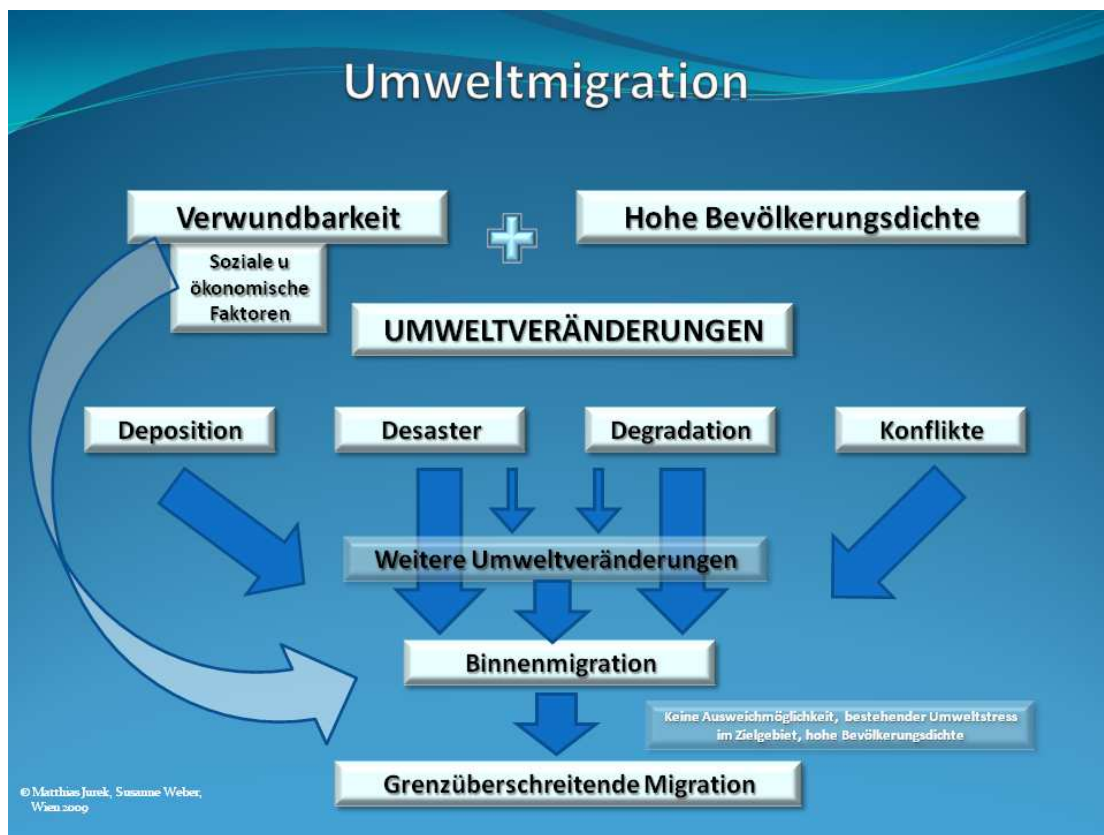 Umweltmigration
Verwundbarkeit
Hohe Bevölkerungsdichte
Soziale u
ökonomische
Faktoren
UMWELTVERÄNDERUNGEN
Deposition
Desaster
Degradation
Konflikte
Weitere Umweltveränderungen
Binnenmigration
Keine Ausweichmöglichkeit, bestehender Umweltstress
im Zielgebiet, hohe Bevölkerungsdichte
Grenzüberschreitende Migration
© Matthias Jurek, Susanne Weber,
Wien 2009